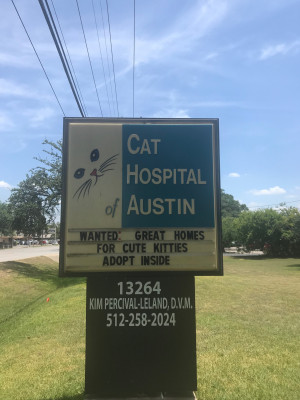 CAT
HOSPITAL
of AUSTIN
WANTED: GREAT HOMES
FOR CUTE KITTIES
ADOPT INSIDE
13264
KIM PERCIVAL-LELAND, D.V.M.
512-258-2024